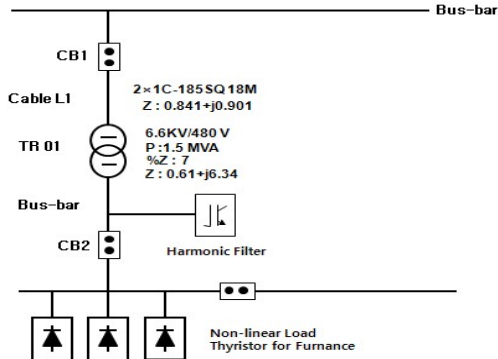 Bus-bar
CB1
Cable L1
2×1C-185SQ 18M
Z : 0.841+j0.901
TR 01
6.6KV/480 V
P :1.5 MVA
%Z : 7
Z : 0.61+j6.34
Bus-bar
CB2
Harmonic Filter
Non-linear Load
Thyristor for Furnance